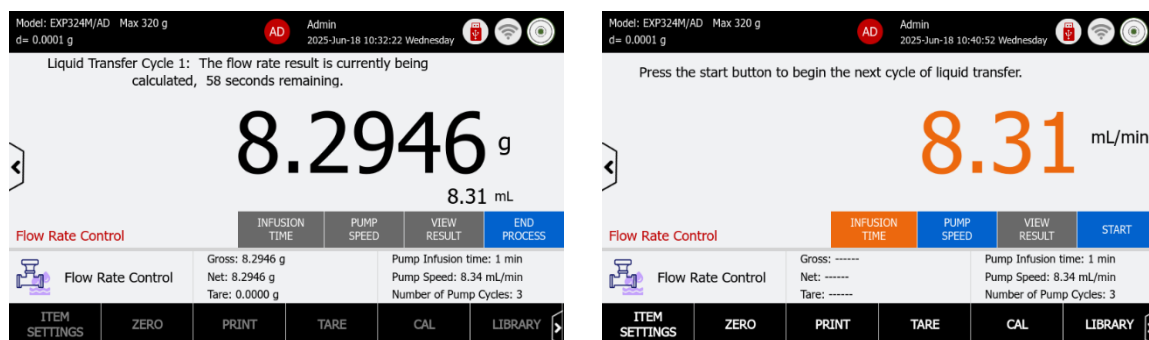 Model: EXP324M/AD Max 320 g
d= 0.0001 g
AD
Admin
2025-Jun-18 10:32:22 Wednesday
Liquid Transfer Cycle 1: The flow rate result is currently being
calculated, 58 seconds remaining.
8.2946 g
8.31 mL
Flow Rate Control
INFUSION
TIME
PUMP
SPEED
VIEW
RESULT
END
PROCESS
Flow Rate Control
Gross: 8.2946 g
Net: 8.2946 g
Tare: 0.0000 g
Pump Infusion time: 1 min
Pump Speed: 8.34 mL/min
Number of Pump Cycles: 3
ITEM
SETTINGS
ZERO
PRINT
TARE
CAL
LIBRARY
Model: EXP324M/AD Max 320 g
d= 0.0001 g
AD
Admin
2025-Jun-18 10:40:52 Wednesday
Press the start button to begin the next cycle of liquid transfer.
8.31 mL/min
Flow Rate Control
INFUSION
TIME
PUMP
SPEED
VIEW
RESULT
START
Flow Rate Control
Gross: ------
Net: ------
Tare: ------
Pump Infusion time: 1 min
Pump Speed: 8.34 mL/min
Number of Pump Cycles: 3
ITEM
SETTINGS
ZERO
PRINT
TARE
CAL
LIBRARY